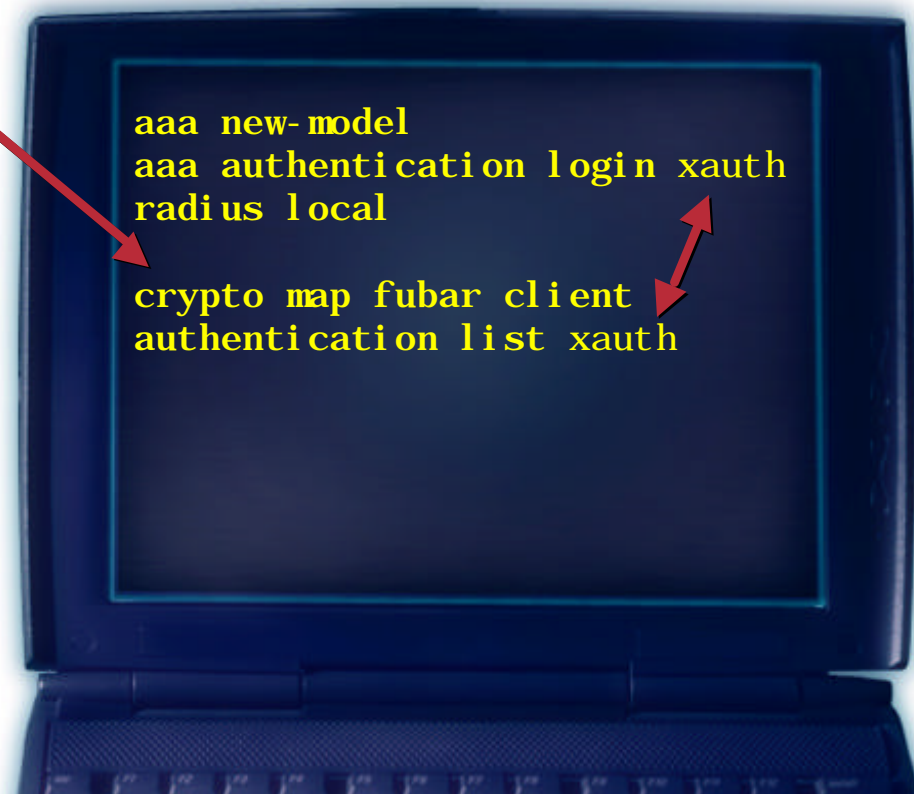 aaa new-model
aaa authentication login xauth
radius local
crypto map fubar client
authentication list xauth